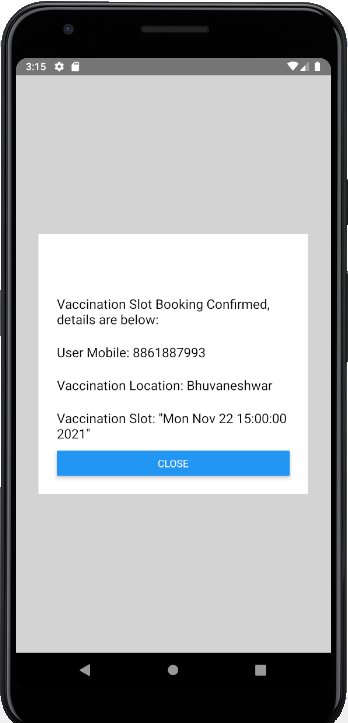 3:15
Vaccination Slot Booking Confirmed,
details are below:
User Mobile: 8861887993
Vaccination Location: Bhuvaneshwar
Vaccination Slot: "Mon Nov 22 15:00:00
2021"
CLOSE